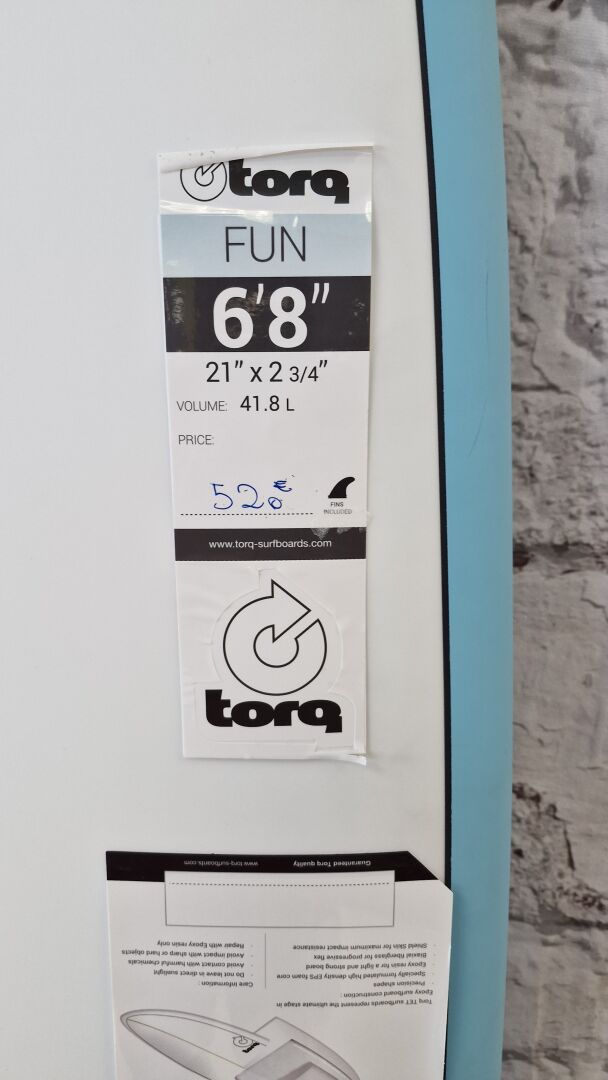 torq
FUN
6'8"
21" x 2 3/4"
VOLUME: 41.8 L
PRICE:
520€
FINS
INCLUDED
www.torq-surfboards.com
torq
Torq TET surfboards represent the ultimate stage in
Epoxy surfboard construction :
· Precision shapes
· Specially formulated high density EPS foam core
· Epoxy resin for a light and strong board
· Biaxial fiberglass for progressive flex
· Shield Skin for maximum impact resistance
Care information :
· Do not leave in direct sunlight
· Avoid contact with harmful chemicals
· Avoid impact with sharp or hard objects
· Repair with Epoxy resin only
Guaranteed Torq quality
www.torq-surfboards.com
torq